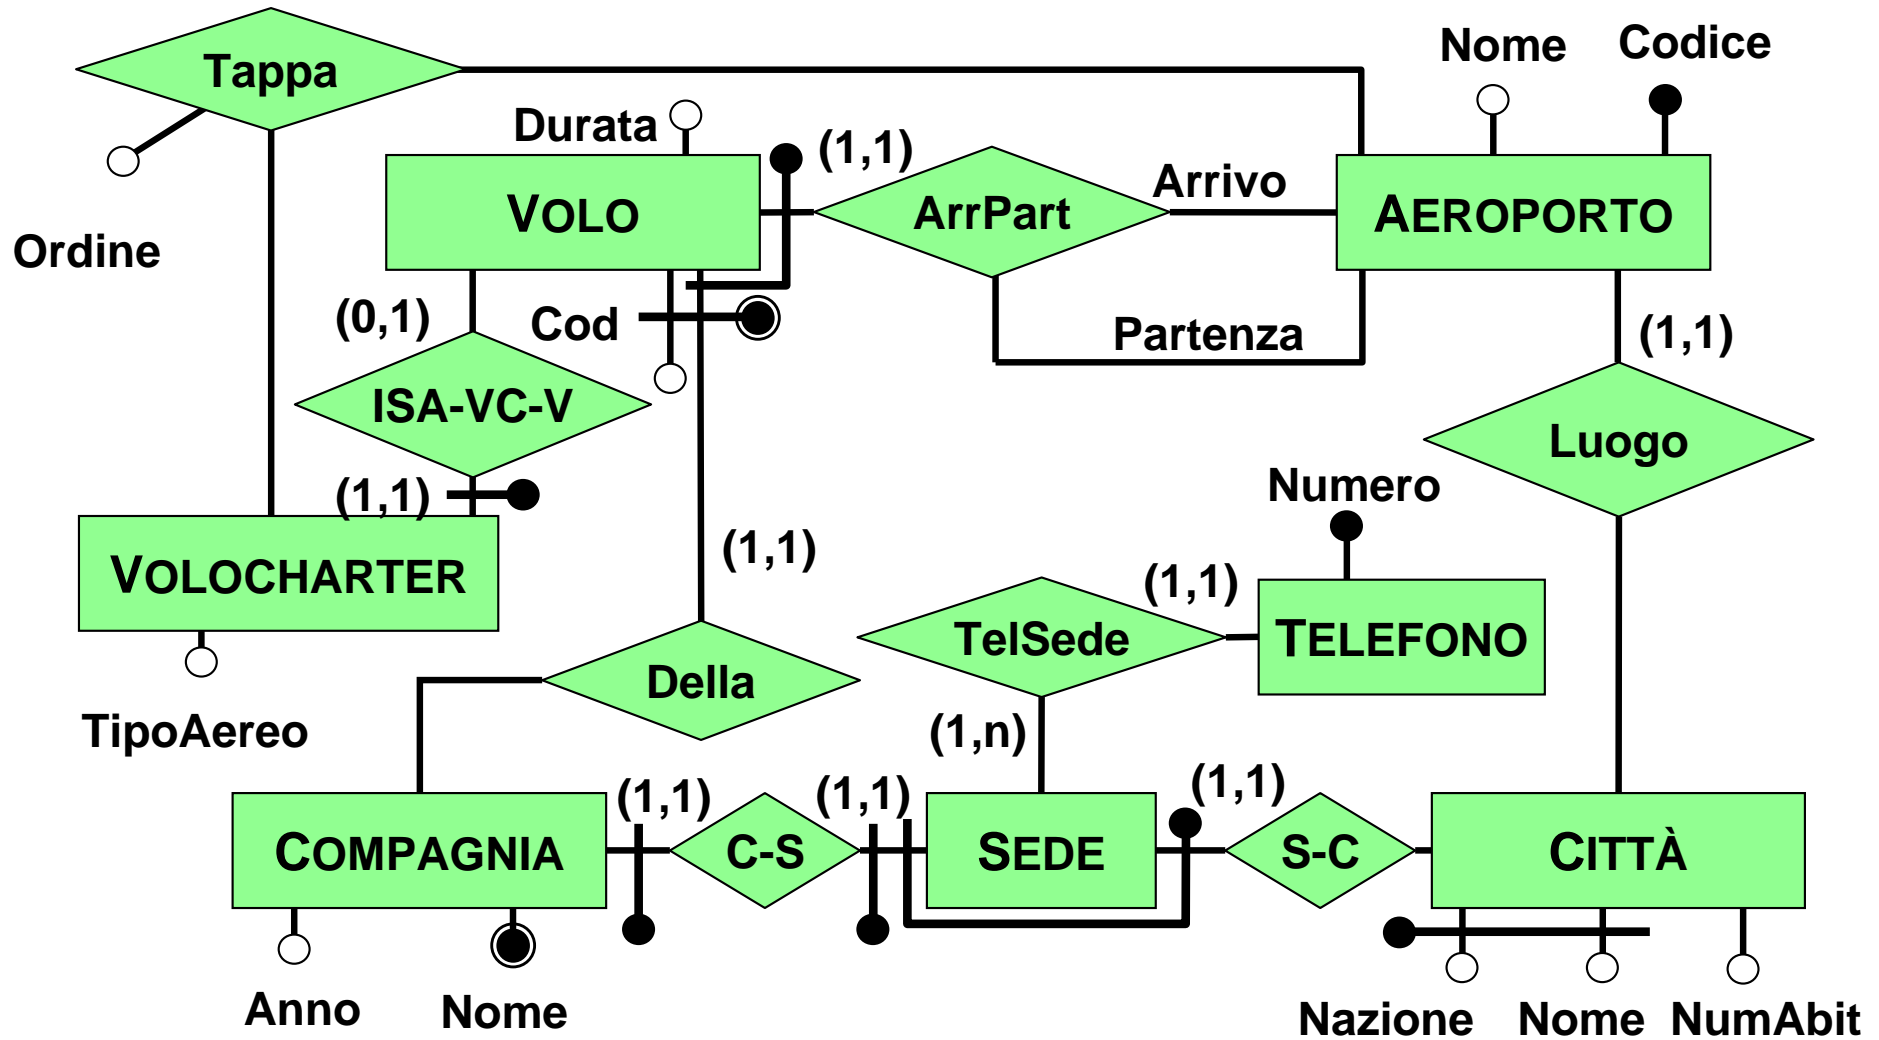 Nome
Codice
Tappa
Durata
(1,1)
Arrivo
VOLO
ArrPart
AEROPORTO
Ordine
(0,1)
Cod
Partenza
(1,1)
ISA-VC-V
Luogo
(1,1)
Numero
VOLOCHARTER
(1,1)
(1,1)
TelSede
TELEFONO
Della
TipoAereo
(1,n)
(1,1)
(1,1)
(1,1)
COMPAGNIA
C-S
SEDE
S-C
CITTÀ
Anno
Nome
Nazione
Nome
NumAbit